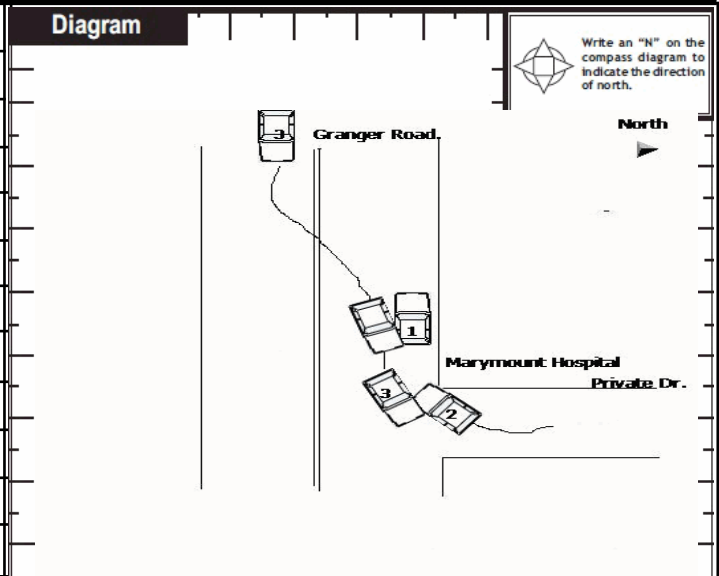 Diagram
Write an “N” on the
compass diagram to
indicate the direction
of north.
North
3
Granger Road.
1
Marymount Hospital
Private Dr.
3
2